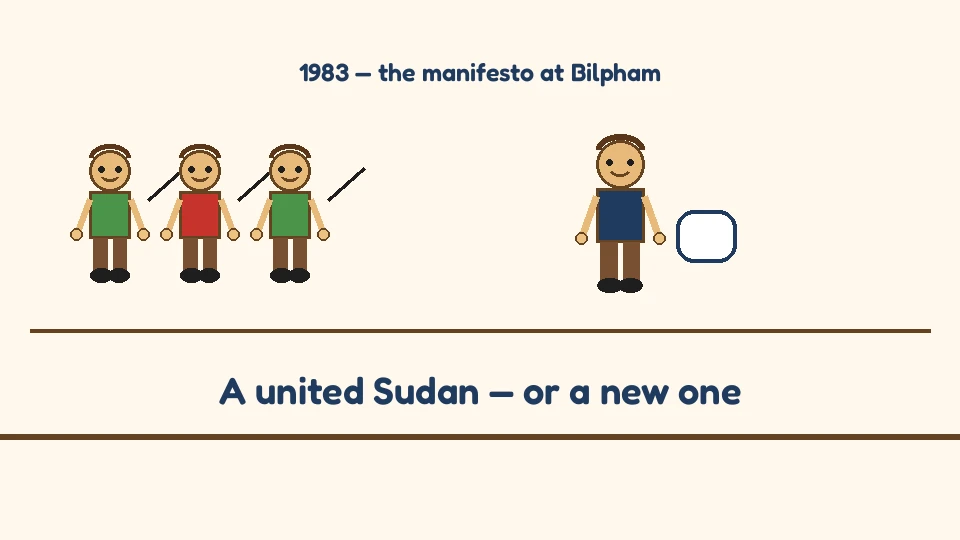 1983 — the manifesto at Bilpham
A united Sudan — or a new one